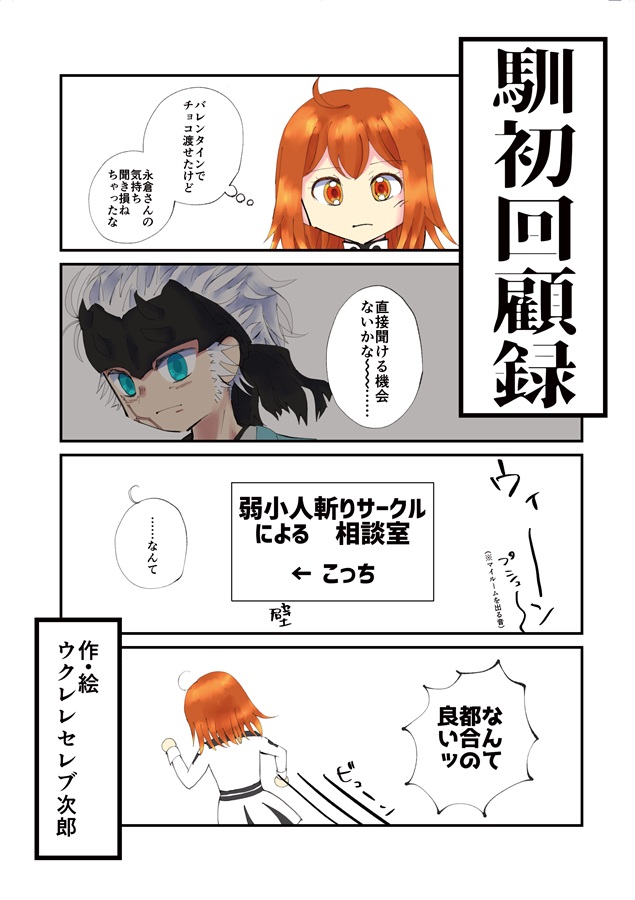 馴初回顧録
バレンタインで
チョコ渡せたけど
永倉さんの
気持ち
聞き損ね
ちゃったな
直接聞ける機会
ないかな〜〜〜………
ウィーーン
プシュー
(※マイルームを出る音)
弱小人斬りサークル
による　相談室
← こっち
壁
……なんて
なんて
都合の
良いッ
ビューン
作・絵
ウクレレセレブ次郎